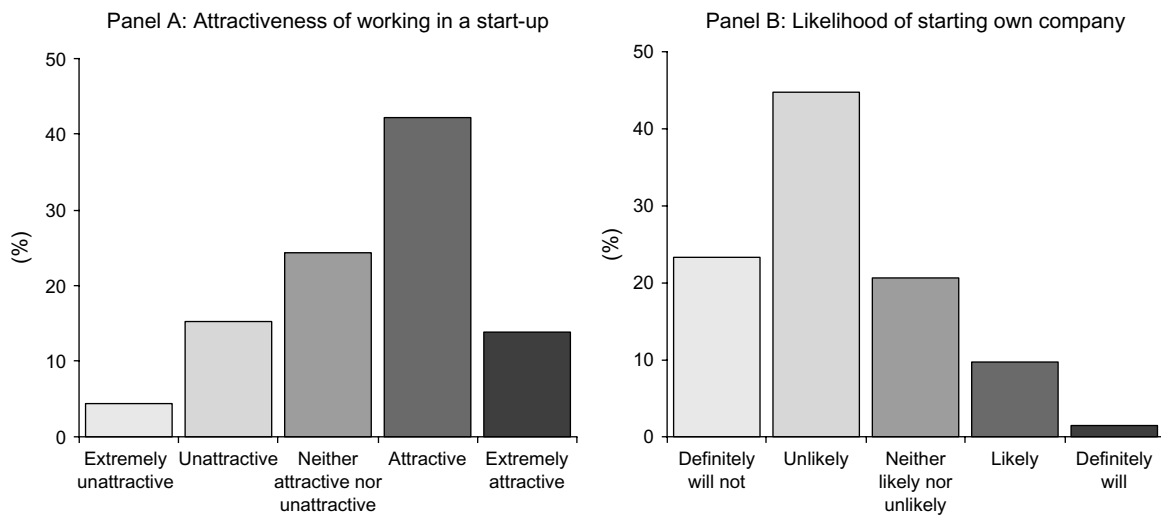 Panel A: Attractiveness of working in a start-up
50
40
30
20
10
0
(%)
Extremely unattractive
Unattractive
Neither attractive nor unattractive
Attractive
Extremely attractive
Panel B: Likelihood of starting own company
50
40
30
20
10
0
(%)
Definitely will not
Unlikely
Neither likely nor unlikely
Likely
Definitely will